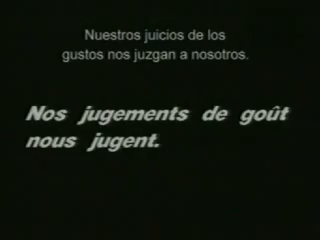 Nuestros juicios de los
gustos nos juzgan a nosotros.
Nos jugements de goût
nous jugent.